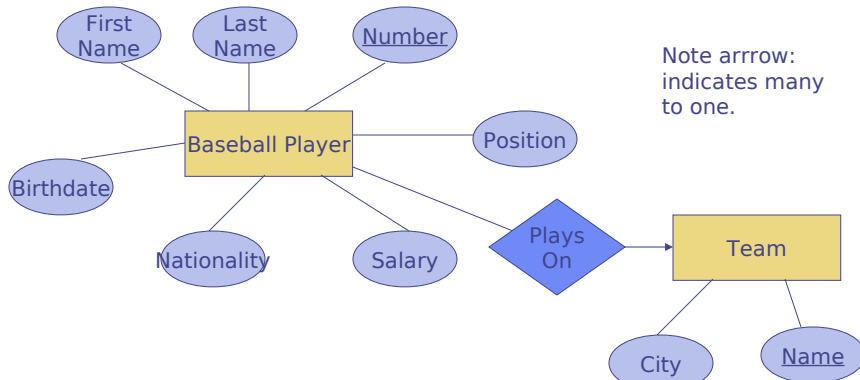 First
Name
Last
Name
Number
Note arrrow:
indicates many
to one.
Baseball Player
Position
Birthdate
Plays
On
Team
Nationality
Salary
City
Name